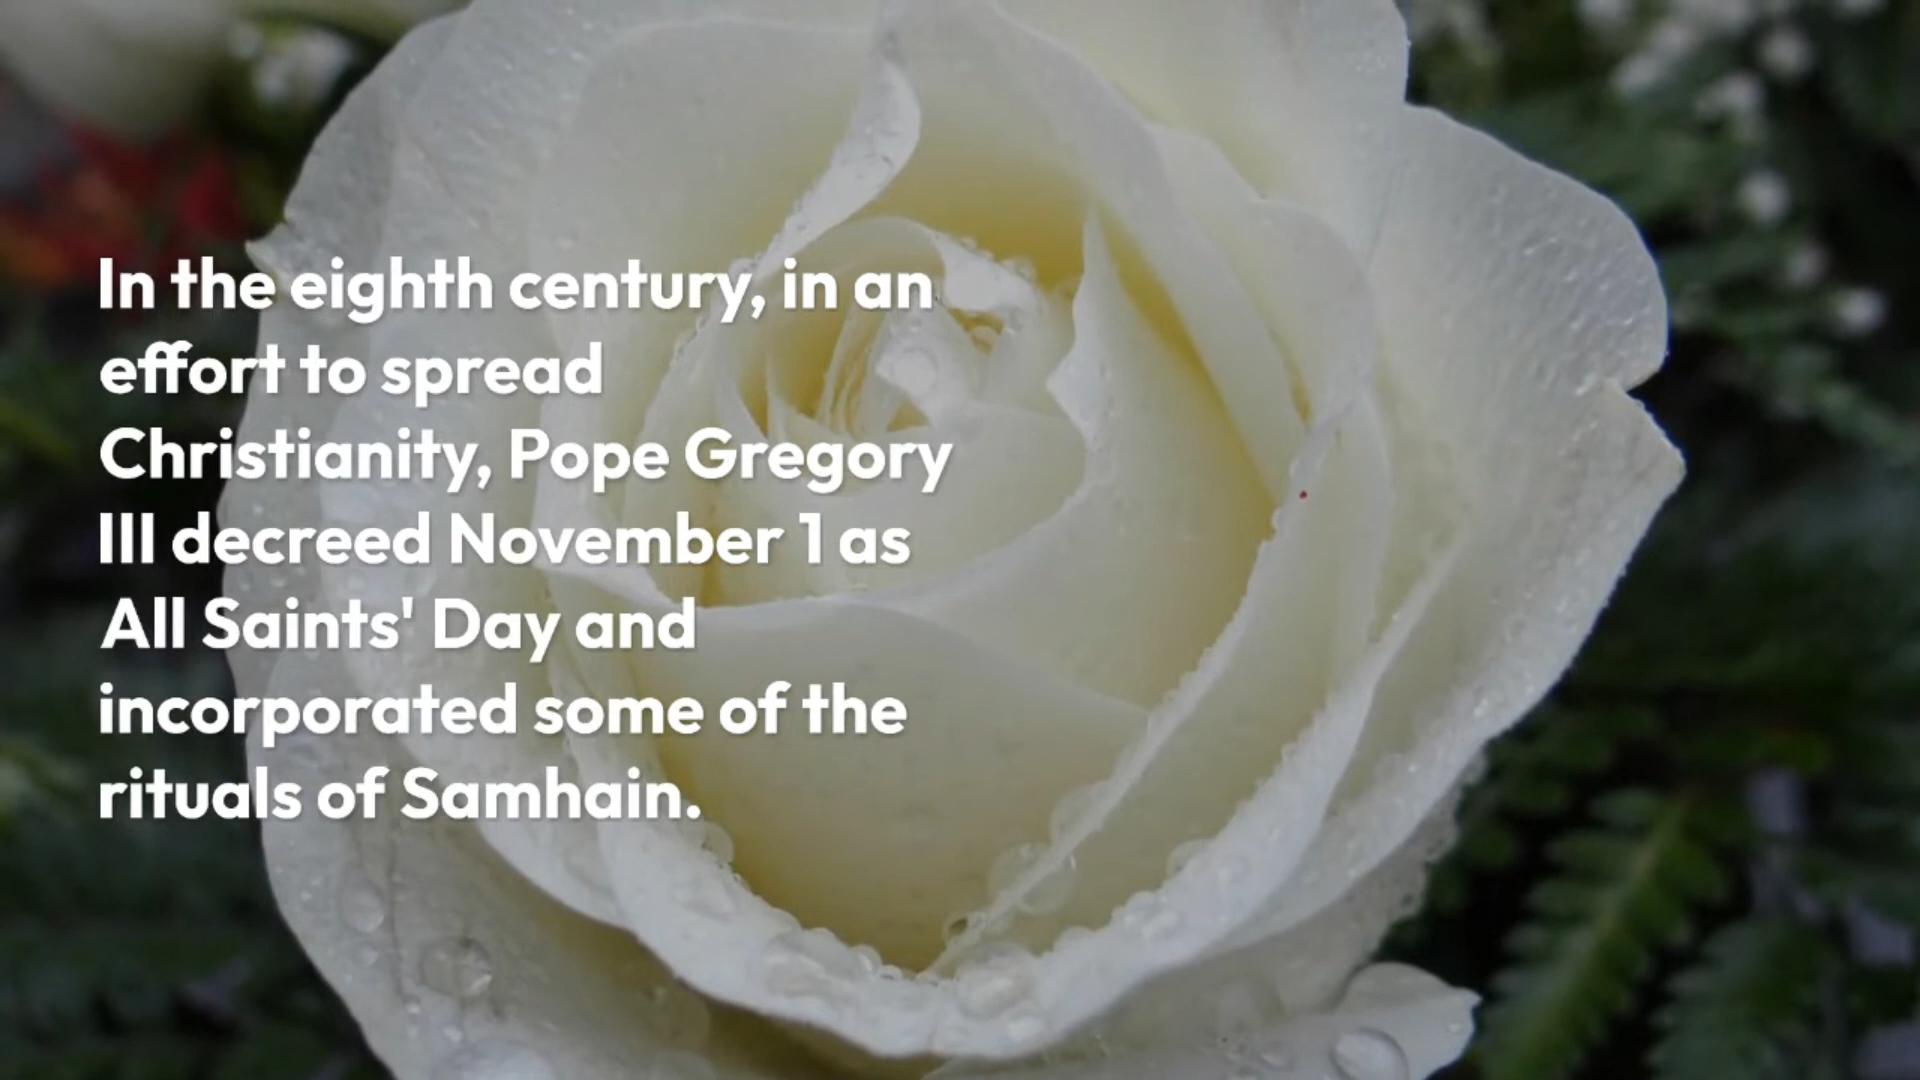 In the eighth century, in an
effort to spread
Christianity, Pope Gregory
III decreed November 1 as
All Saints' Day and
incorporated some of the
rituals of Samhain.